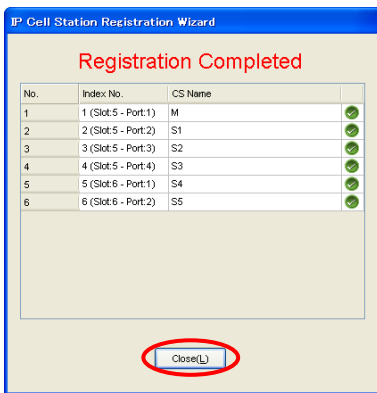 IP Cell Station Registration Wizard
Registration Completed
No. Index No. CS Name
1 1 (Slot:5 - Port:1) M
2 2 (Slot:5 - Port:2) S1
3 3 (Slot:5 - Port:3) S2
4 4 (Slot:5 - Port:4) S3
5 5 (Slot:6 - Port:1) S4
6 6 (Slot:6 - Port:2) S5
Close(L)